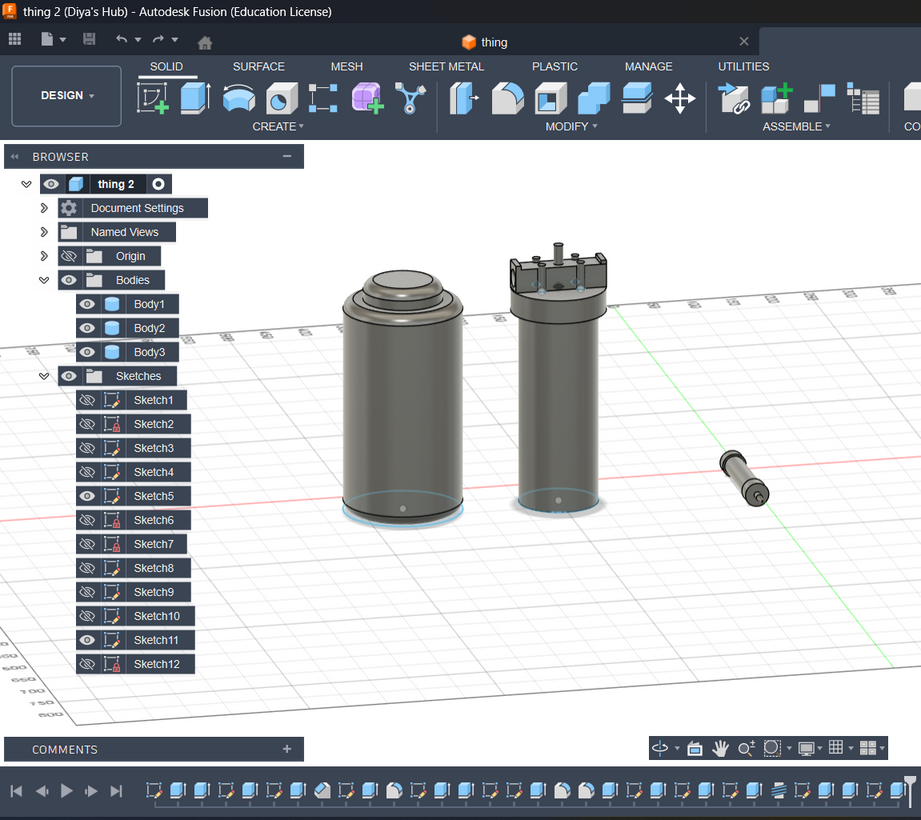 thing 2 (Diya's Hub) - Autodesk Fusion (Education License)
thing
SOLID SURFACE MESH SHEET METAL PLASTIC MANAGE UTILITIES
DESIGN
CREATE MODIFY ASSEMBLE CO
BROWSER
thing 2
Document Settings
Named Views
Origin
Bodies
Body1
Body2
Body3
Sketches
Sketch1
Sketch2
Sketch3
Sketch4
Sketch5
Sketch6
Sketch7
Sketch8
Sketch9
Sketch10
Sketch11
Sketch12
650
700
750
800
COMMENTS